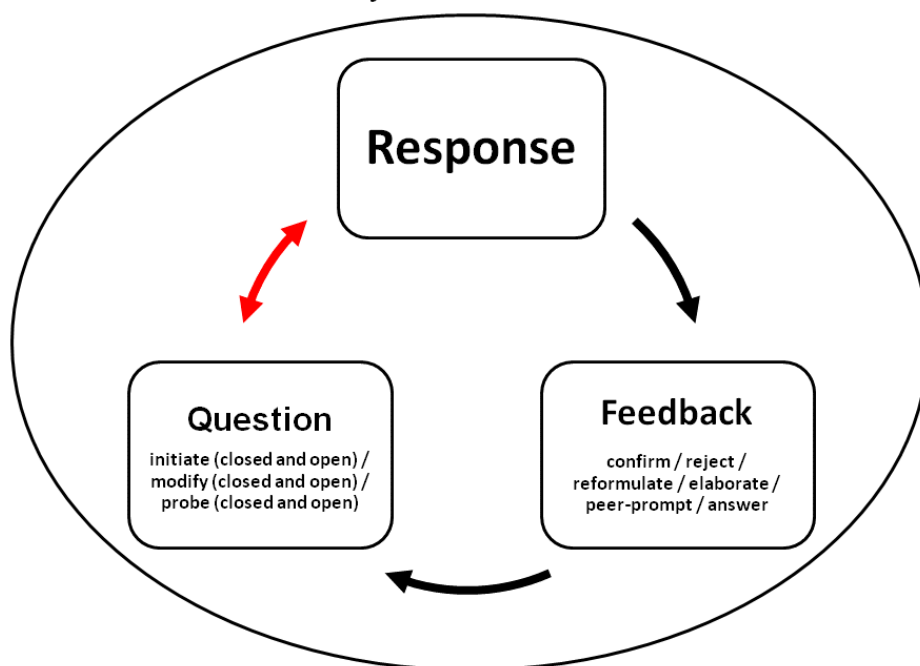 Response
Question
initiate (closed and open) /
modify (closed and open) /
probe (closed and open)
Feedback
confirm / reject /
reformulate / elaborate /
peer-prompt / answer